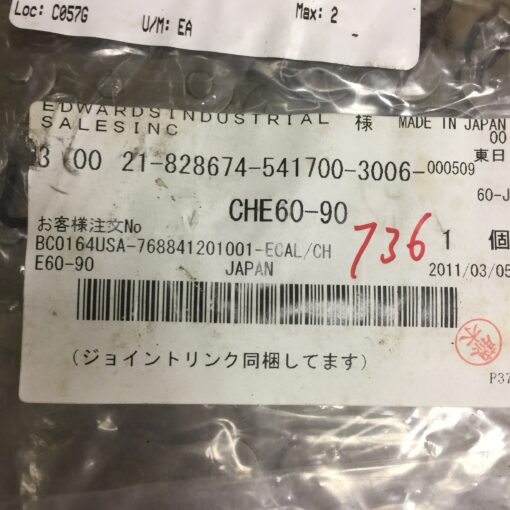 Loc: C057G
Max: 2
U/M: EA
EDWARDSINDUSTRIAL 様 MADE IN JAPAN
SALESINC
00
東日
3 00 21-828674-541700-3006-000509
60-J
CHE60-90
お客様注文No
736 1 個
BC0164USA-768841201001-ECAL/CH
E60-90 JAPAN 2011/03/05
(ジョイントリンク同梱してます)
P37